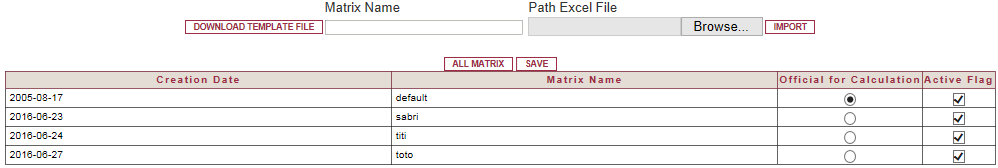 Matrix Name Path Excel File
DOWNLOAD TEMPLATE FILE Browse... IMPORT
ALL MATRIX SAVE
Creation Date Matrix Name Official for Calculation Active Flag
2005-08-17 default
2016-06-23 sabri
2016-06-24 titi
2016-06-27 toto